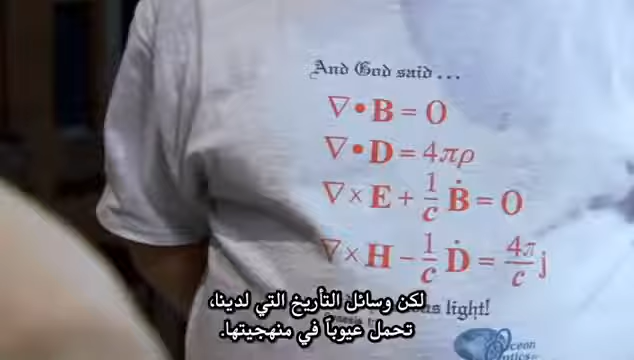 And God said...
∇•B = 0
∇•D = 4πρ
∇×E + 1/c Ḃ = 0
∇×H − 1/c Ḋ = 4π/c j
light!
لكن وسائل التأريخ التي لدينا،
تحمل عيوباً في منهجيتها.